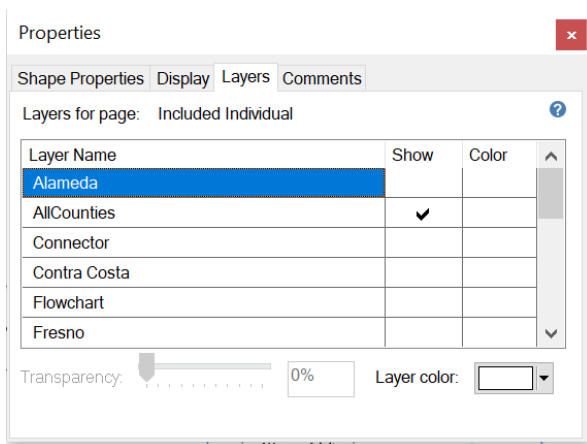 Properties
Shape Properties Display Layers Comments
Layers for page: Included Individual
Layer Name Show Color
Alameda
AllCounties
Connector
Contra Costa
Flowchart
Fresno
Transparency: 0% Layer color: